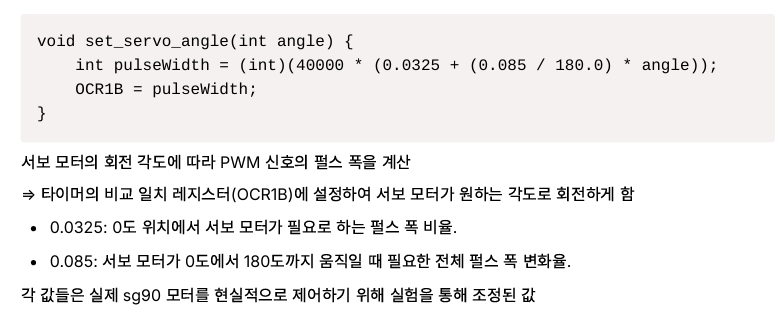 void set_servo_angle(int angle) {
    int pulseWidth = (int)(40000 * (0.0325 + (0.085 / 180.0) * angle));
    OCR1B = pulseWidth;
}
서보 모터의 회전 각도에 따라 PWM 신호의 펄스 폭을 계산
⇒ 타이머의 비교 일치 레지스터(OCR1B)에 설정하여 서보 모터가 원하는 각도로 회전하게 함
• 0.0325: 0도 위치에서 서보 모터가 필요로 하는 펄스 폭 비율.
• 0.085: 서보 모터가 0도에서 180도까지 움직일 때 필요한 전체 펄스 폭 변화율.
각 값들은 실제 sg90 모터를 현실적으로 제어하기 위해 실험을 통해 조정된 값